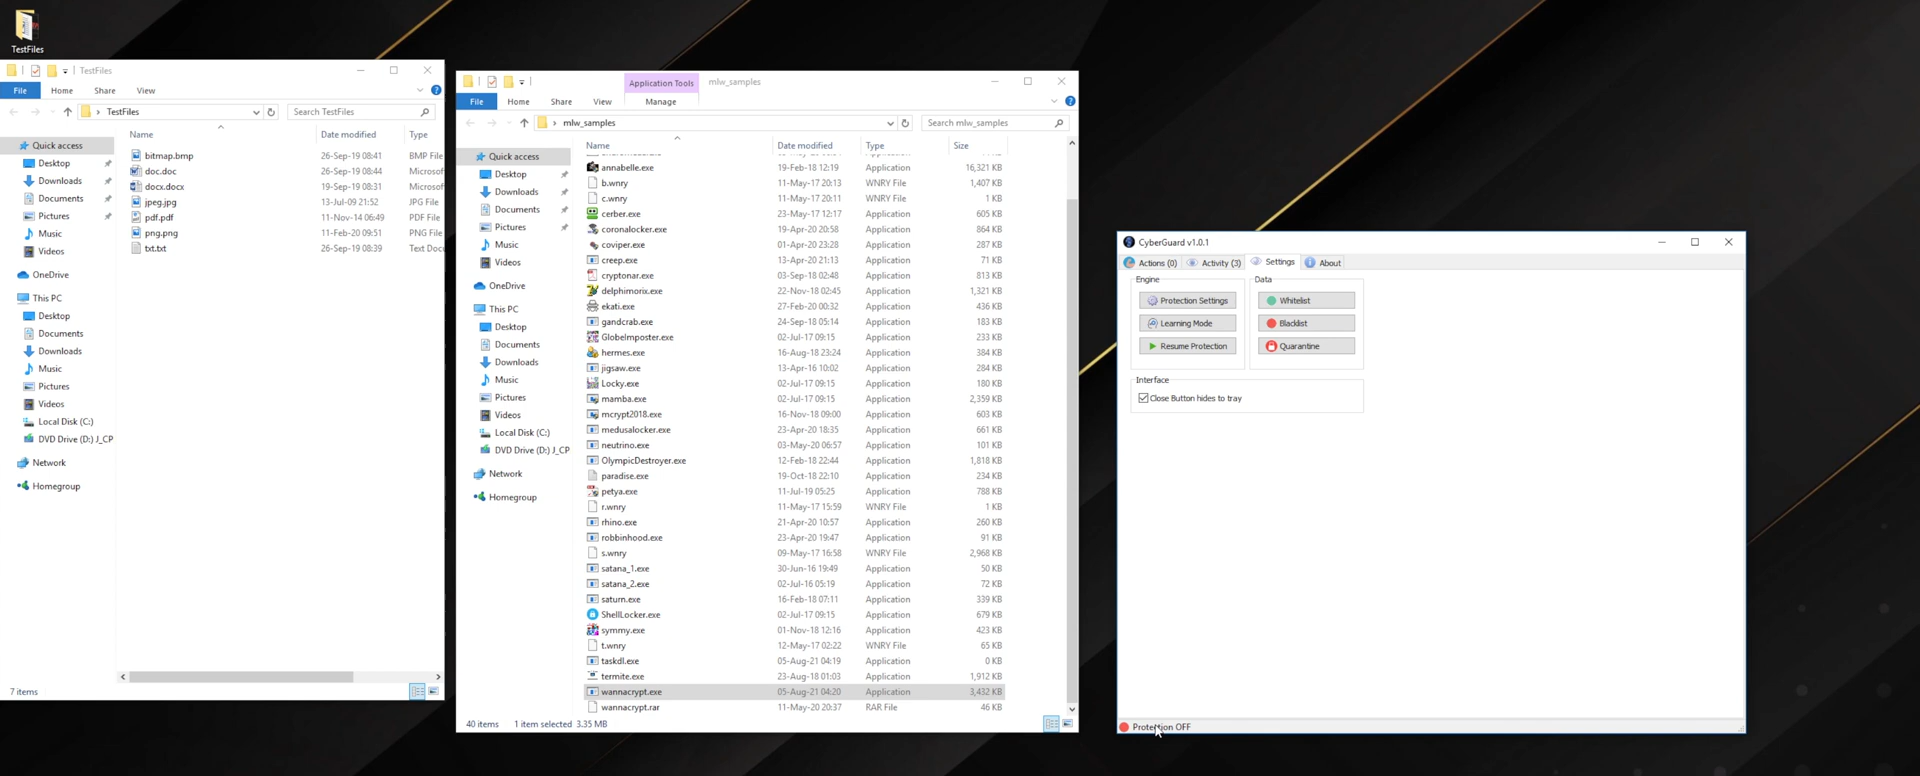 TestFiles
TestFiles
File Home Share View
TestFiles
Search TestFiles
Name Date modified Type
Quick access
Desktop
Downloads
Documents
Pictures
Music
Videos
OneDrive
This PC
Desktop
Documents
Downloads
Music
Pictures
Videos
Local Disk (C:)
DVD Drive (D:) J_CP
Network
Homegroup
bitmap.bmp 26-Sep-19 08:41 BMP File
doc.doc 26-Sep-19 08:44 Microsof
docx.docx 19-Sep-19 08:31 Microsof
jpeg.jpg 13-Jul-09 21:52 JPG File
pdf.pdf 11-Nov-14 06:49 PDF File
png.png 11-Feb-20 09:51 PNG File
txt.txt 26-Sep-19 08:39 Text Docu
7 items
Application Tools mlw_samples
File Home Share View Manage
mlw_samples
Search mlw_samples
Name Date modified Type Size
Quick access
Desktop
Downloads
Documents
Pictures
Music
Videos
OneDrive
This PC
Desktop
Documents
Downloads
Music
Pictures
Videos
Local Disk (C:)
DVD Drive (D:) J_CP
Network
Homegroup
annabelle.exe 19-Feb-18 12:19 Application 16,321 KB
b.wnry 11-May-17 20:13 WNRY File 1,407 KB
c.wnry 11-May-17 20:11 WNRY File 1 KB
cerber.exe 23-May-17 12:17 Application 605 KB
coronalocker.exe 19-Apr-20 20:58 Application 864 KB
coviper.exe 01-Apr-20 23:28 Application 287 KB
creep.exe 13-Apr-20 21:13 Application 71 KB
cryptonar.exe 03-Sep-18 02:48 Application 813 KB
delphimorix.exe 22-Nov-18 02:45 Application 1,321 KB
ekati.exe 27-Feb-20 00:32 Application 436 KB
gandcrab.exe 24-Sep-18 05:14 Application 183 KB
GlobeImposter.exe 02-Jul-17 09:15 Application 233 KB
hermes.exe 16-Aug-18 23:24 Application 384 KB
jigsaw.exe 13-Apr-16 10:02 Application 284 KB
Locky.exe 02-Jul-17 09:15 Application 180 KB
mamba.exe 02-Jul-17 09:15 Application 2,359 KB
mcrypt2018.exe 16-Nov-18 09:00 Application 603 KB
medusalocker.exe 23-Apr-20 18:35 Application 661 KB
neutrino.exe 03-May-20 06:57 Application 101 KB
OlympicDestroyer.exe 12-Feb-18 22:44 Application 1,818 KB
paradise.exe 19-Oct-18 22:10 Application 234 KB
petya.exe 11-Jul-19 05:25 Application 788 KB
r.wnry 11-May-17 15:59 WNRY File 1 KB
rhino.exe 21-Apr-20 10:57 Application 260 KB
robbinhood.exe 23-Apr-20 19:47 Application 91 KB
s.wnry 09-May-17 16:58 WNRY File 2,968 KB
satana_1.exe 30-Jun-16 19:49 Application 50 KB
satana_2.exe 02-Jul-16 05:19 Application 72 KB
saturn.exe 16-Feb-18 07:11 Application 339 KB
ShellLocker.exe 02-Jul-17 09:15 Application 679 KB
symmy.exe 01-Nov-18 12:16 Application 423 KB
t.wnry 12-May-17 02:22 WNRY File 65 KB
taskdl.exe 05-Aug-21 04:19 Application 0 KB
termite.exe 23-Aug-18 01:03 Application 1,912 KB
wannacrypt.exe 05-Aug-21 04:20 Application 3,432 KB
wannacrypt.rar 11-May-20 20:37 RAR File 46 KB
40 items 1 item selected 3.35 MB
CyberGuard v1.0.1
Actions (0) Activity (3) Settings About
Engine
Protection Settings
Learning Mode
Resume Protection
Data
Whitelist
Blacklist
Quarantine
Interface
Close Button hides to tray
Protection OFF